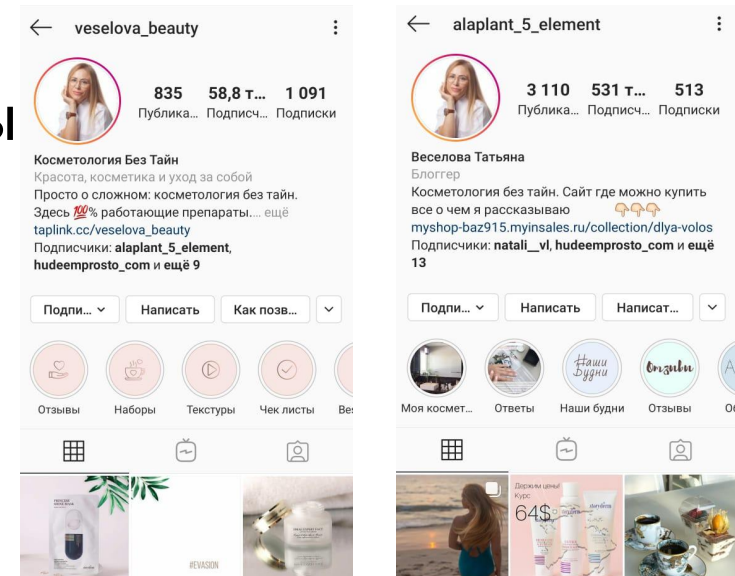 ы
veselova_beauty
835 58,8 т... 1 091
Публика... Подписч... Подписки
Косметология Без Тайн
Красота, косметика и уход за собой
Просто о сложном: косметология без тайн.
Здесь 💯% работающие препараты.... ещё
taplink.cc/veselova_beauty
Подписчики: alaplant_5_element,
hudeemprosto_com и ещё 9
Подпи... Написать Как позв...
Отзывы Наборы Текстуры Чек листы Be
#EVASION
alaplant_5_element
3 110 531 т... 513
Публика... Подписч... Подписки
Веселова Татьяна
Блоггер
Косметология без тайн. Сайт где можно купить
все о чем я рассказываю 👇🏻👇🏻👇🏻
myshop-baz915.myinsales.ru/collection/dlya-volos
Подписчики: natali__vl, hudeemprosto_com и ещё
13
Подпи... Написать Написат...
Наши
Будни
Отзывы
Моя космет... Ответы Наши будни Отзывы Об
Держим цены!
Курс
64$